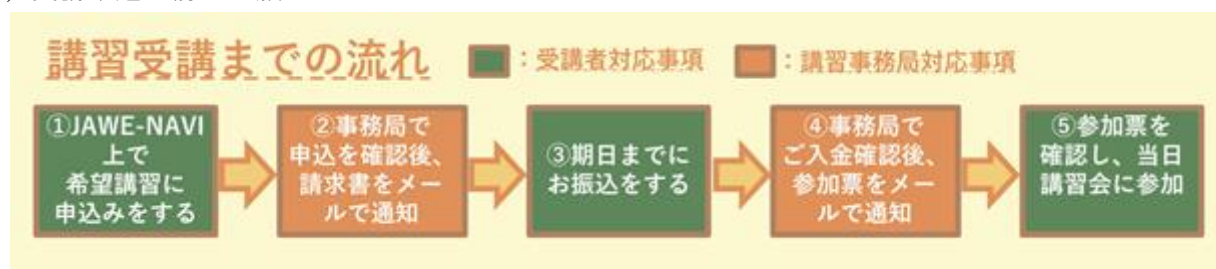 講習受講までの流れ
：受講者対応事項
：講習事務局対応事項
①JAWE-NAVI
上で
希望講習に
申込みをする
②事務局で
申込を確認後、
請求書をメー
ルで通知
③期日までに
お振込をする
④事務局で
ご入金確認後、
参加票をメー
ルで通知
⑤参加票を
確認し、当日
講習会に参加